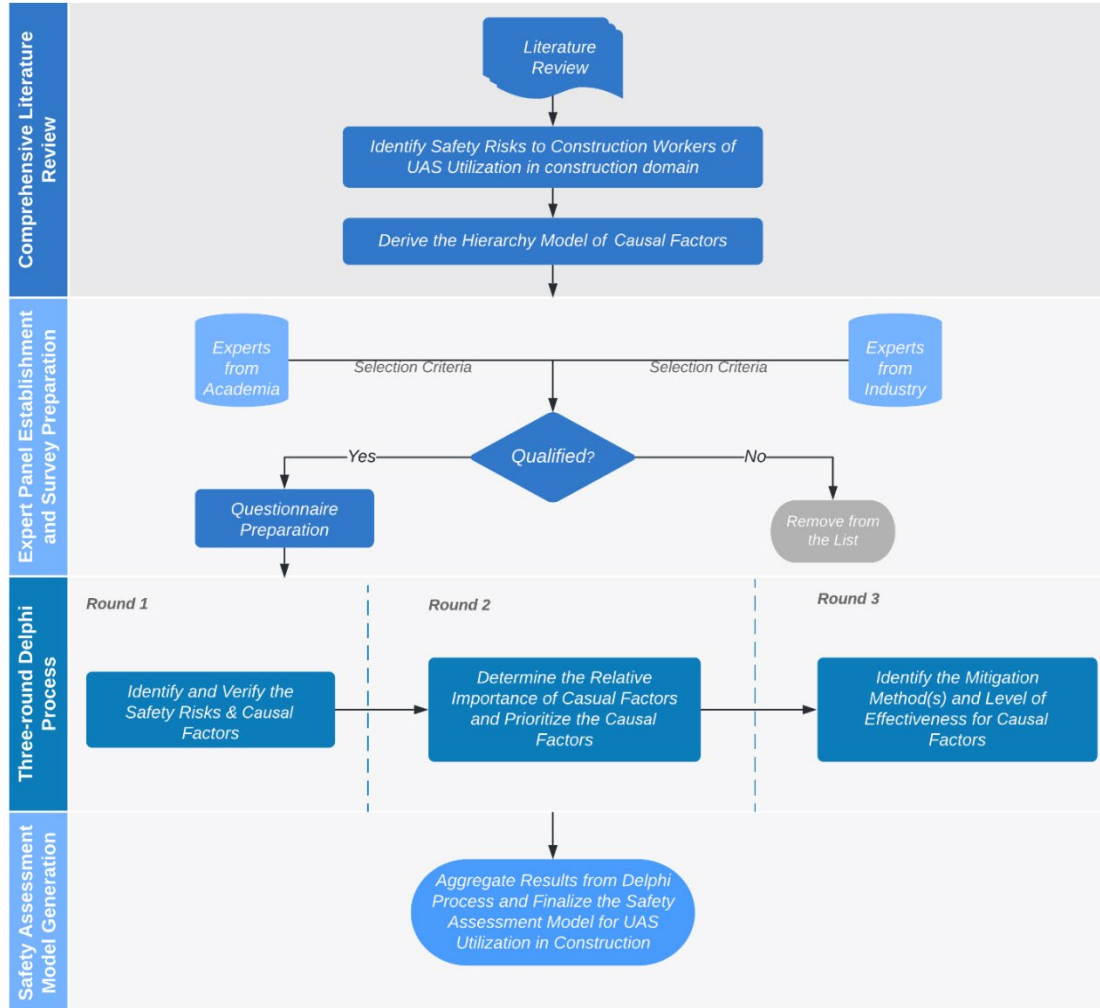 Comprehensive Literature
Review
Literature
Review
Identify Safety Risks to Construction Workers of
UAS Utilization in construction domain
Derive the Hierarchy Model of Causal Factors
Expert Panel Establishment
and Survey Preparation
Experts
from
Academia
Selection Criteria
Selection Criteria
Experts
from
Industry
Qualified?
Yes
No
Questionnaire
Preparation
Remove from
the List
Three-round Delphi
Process
Round 1
Round 2
Round 3
Identify and Verify the
Safety Risks & Causal
Factors
Determine the Relative
Importance of Casual Factors
and Prioritize the Causal
Factors
Identify the Mitigation
Method(s) and Level of
Effectiveness for Causal
Factors
Safety Assessment
Model Generation
Aggregate Results from Delphi
Process and Finalize the Safety
Assessment Model for UAS
Utilization in Construction